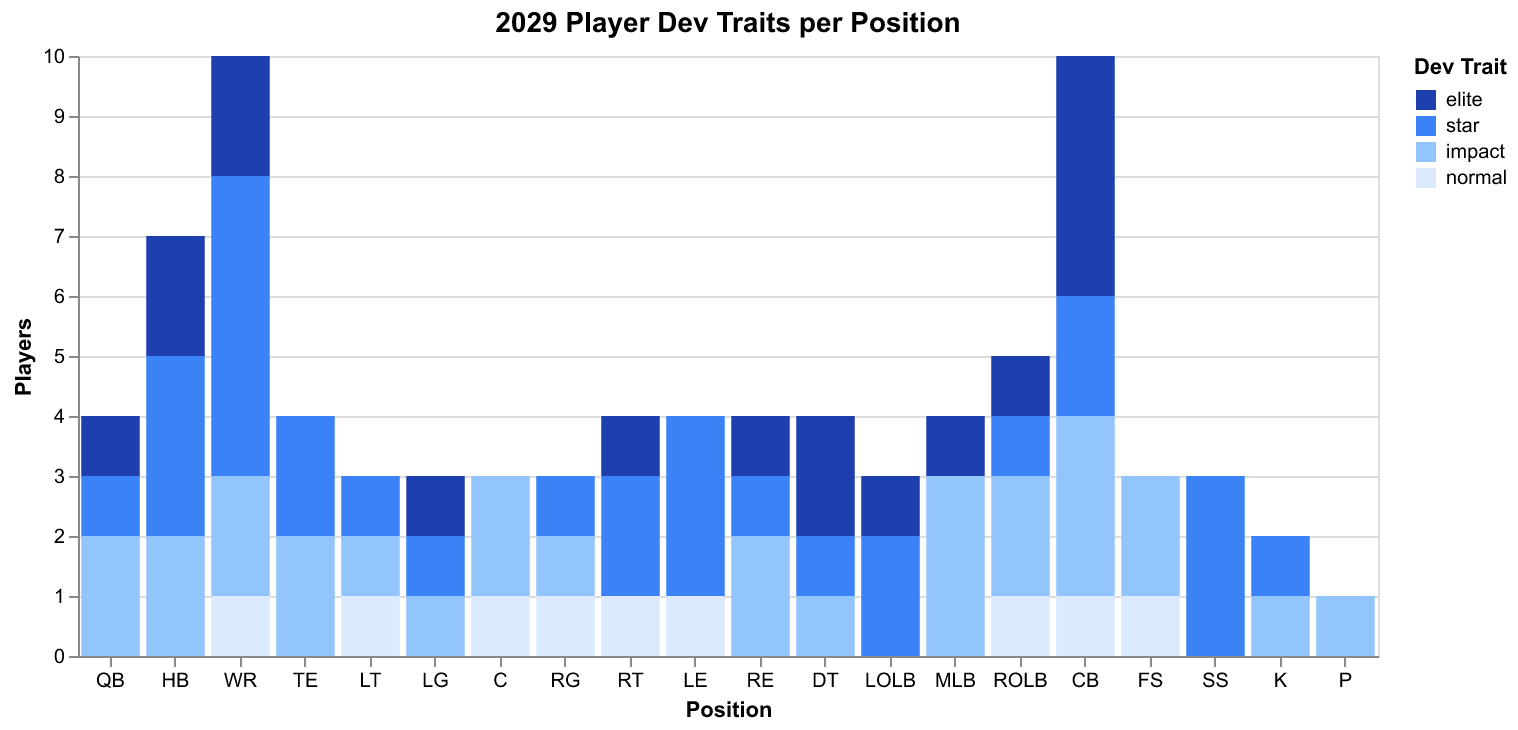 2029 Player Dev Traits per Position
10
9
8
7
6
5
4
3
2
1
0
Players
QB HB WR TE LT LG C RG RT LE RE DT LOLB MLB ROLB CB FS SS K P
Position
Dev Trait
elite
star
impact
normal